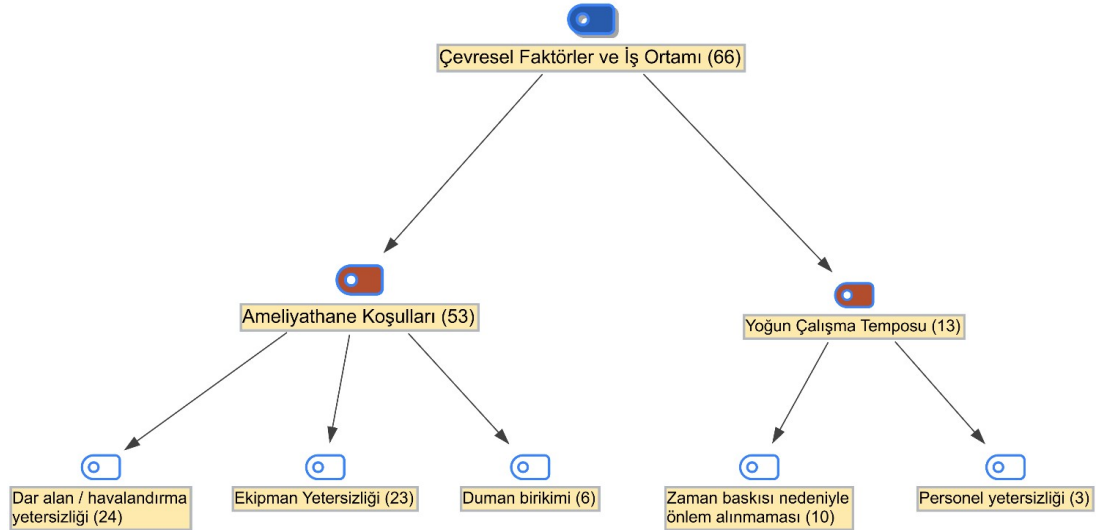 Çevresel Faktörler ve İş Ortamı (66)
Ameliyathane Koşulları (53)
Yoğun Çalışma Temposu (13)
Dar alan / havalandırma
yetersizliği (24)
Ekipman Yetersizliği (23)
Duman birikimi (6)
Zaman baskısı nedeniyle
önlem alınmaması (10)
Personel yetersizliği (3)